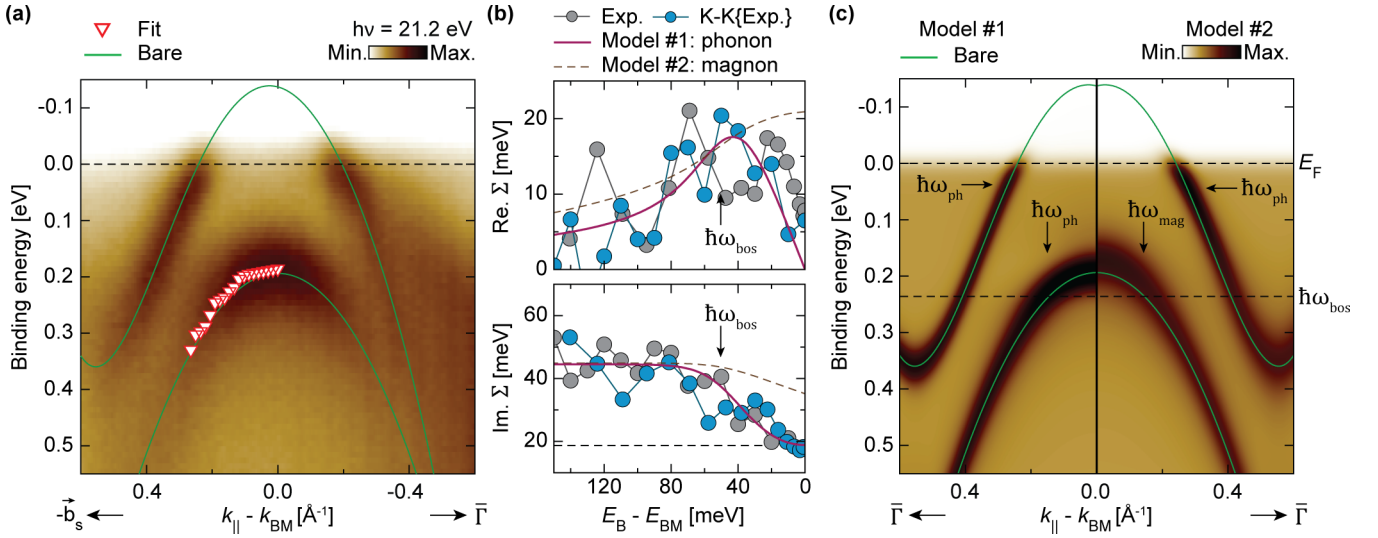 (a)
Fit
hν = 21.2 eV
Bare
Min.
Max.
Binding energy [eV]
-0.1
0.0
0.1
0.2
0.3
0.4
0.5
0.4
0.0
-0.4
-b⃗s
k|| - kBM [Å-1]
Γ̅
(b)
Exp.
K-K{Exp.}
Model #1: phonon
Model #2: magnon
Re. Σ [meV]
20
10
0
ħωbos
Im. Σ [meV]
60
40
20
ħωbos
120
80
40
0
EB - EBM
[meV]
(c)
Model #1
Model #2
Bare
Min.
Max.
Binding energy [eV]
-0.1
0.0
0.1
0.2
0.3
0.4
0.5
EF
ħωph
ħωph
ħωph
ħωmag
ħωbos
0.4
0.0
0.4
Γ̅
k|| - kBM [Å-1]
Γ̅